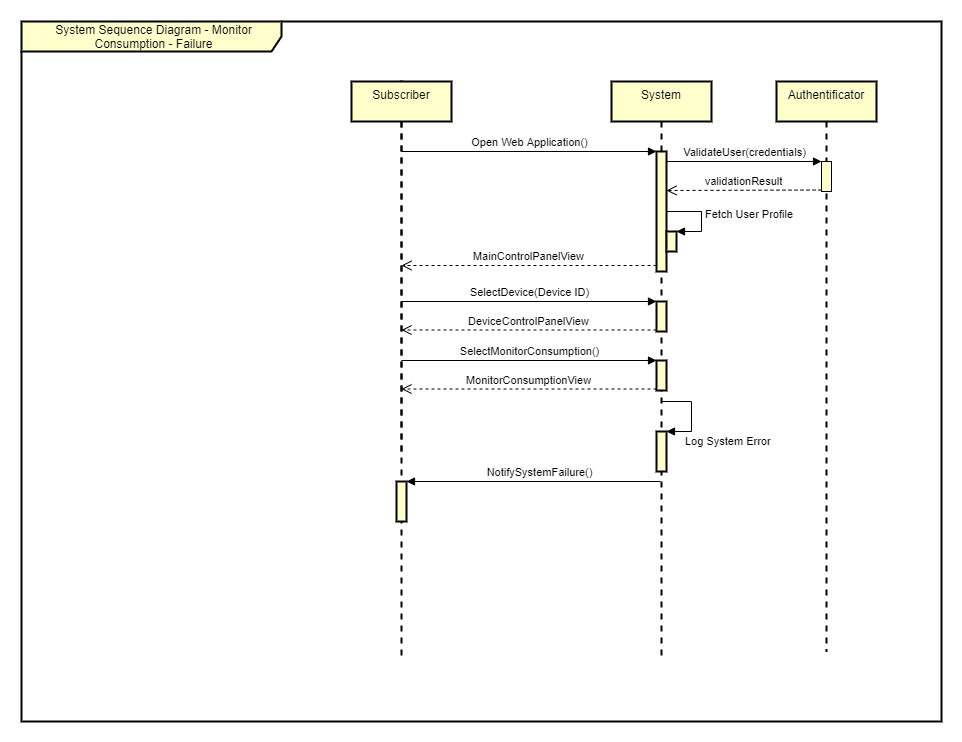 System Sequence Diagram - Monitor
Consumption - Failure
Subscriber
System
Authentificator
Open Web Application()
ValidateUser(credentials)
validationResult
Fetch User Profile
MainControlPanelView
SelectDevice(Device ID)
DeviceControlPanelView
SelectMonitorConsumption()
MonitorConsumptionView
Log System Error
NotifySystemFailure()